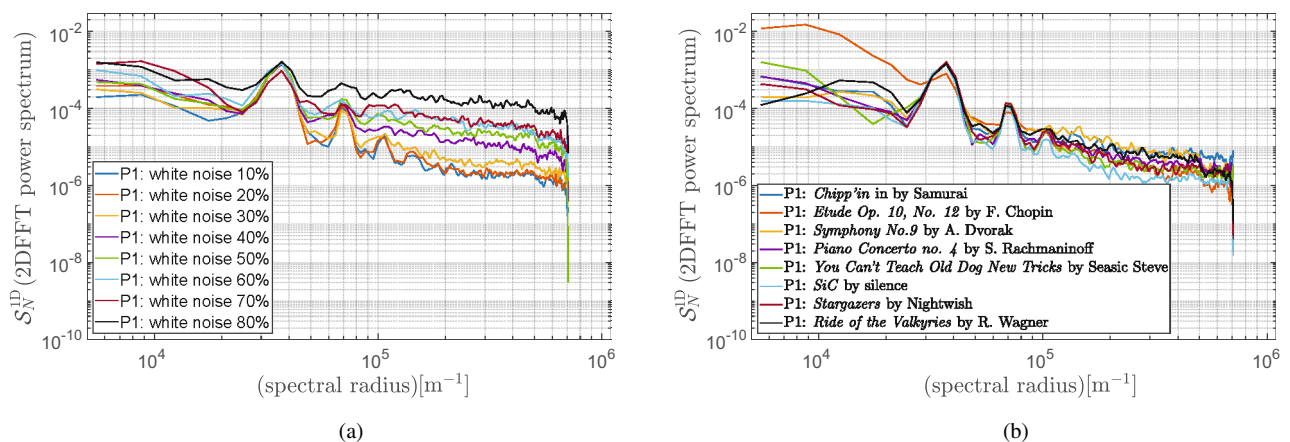 10^-2
10^-4
10^-6
10^-8
10^-10
S_N^1D (2DFFT power spectrum)
P1: white noise 10%
P1: white noise 20%
P1: white noise 30%
P1: white noise 40%
P1: white noise 50%
P1: white noise 60%
P1: white noise 70%
P1: white noise 80%
10^4
10^5
10^6
(spectral radius)[m^-1]
(a)
10^-2
10^-4
10^-6
10^-8
10^-10
S_N^1D (2DFFT power spectrum)
P1: Chipp'in in by Samurai
P1: Etude Op. 10, No. 12 by F. Chopin
P1: Symphony No.9 by A. Dvorak
P1: Piano Concerto no. 4 by S. Rachmaninoff
P1: You Can't Teach Old Dog New Tricks by Seasic Steve
P1: SiC by silence
P1: Stargazers by Nightwish
P1: Ride of the Valkyries by R. Wagner
10^4
10^5
10^6
(spectral radius)[m^-1]
(b)